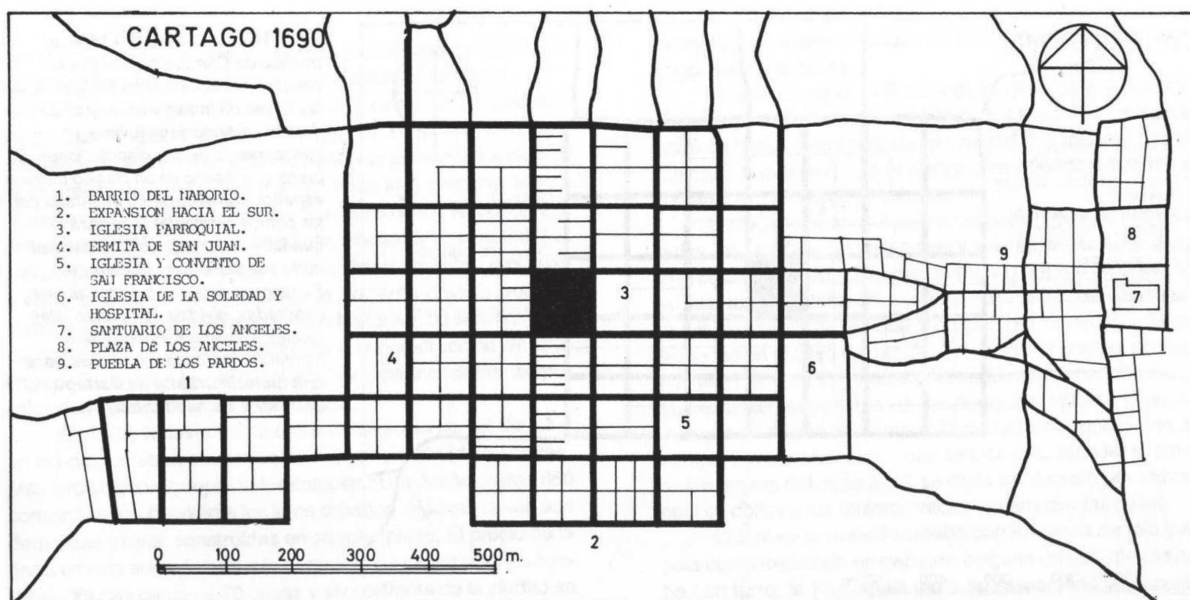 CARTAGO 1690
1. BARRIO DEL NABORIO.
2. EXPANSION HACIA EL SUR.
3. IGLESIA PARROQUIAL.
4. ERMITA DE SAN JUAN.
5. IGLESIA Y CONVENTO DE
SAN FRANCISCO.
6. IGLESIA DE LA SOLEDAD Y
HOSPITAL.
7. SANTUARIO DE LOS ANGELES.
8. PLAZA DE LOS ANGELES.
9. PUEBLA DE LOS PARDOS.
8
9
3
7
4
6
1
5
2
0 100 200 300 400 500 m.